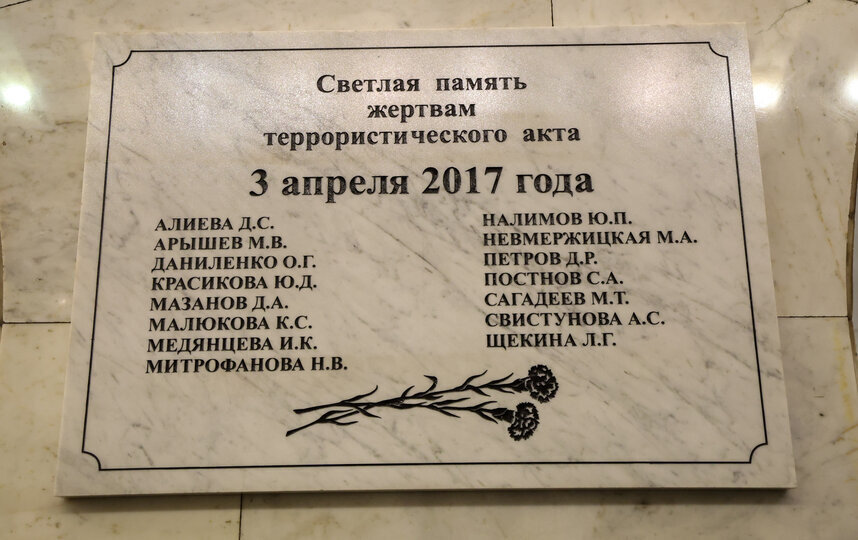 Светлая память
жертвам
террористического акта
3 апреля 2017 года
АЛИЕВА Д.С.
АРЫШЕВ М.В.
ДАНИЛЕНКО О.Г.
КРАСИКОВА Ю.Д.
МАЗАНОВ Д.А.
МАЛЮКОВА К.С.
МЕДЯНЦЕВА И.К.
МИТРОФАНОВА Н.В.
НАЛИМОВ Ю.П.
НЕВМЕРЖИЦКАЯ М.А.
ПЕТРОВ Д.Р.
ПОСТНОВ С.А.
САГАДЕЕВ М.Т.
СВИСТУНОВА А.С.
ЩЕКИНА Л.Г.